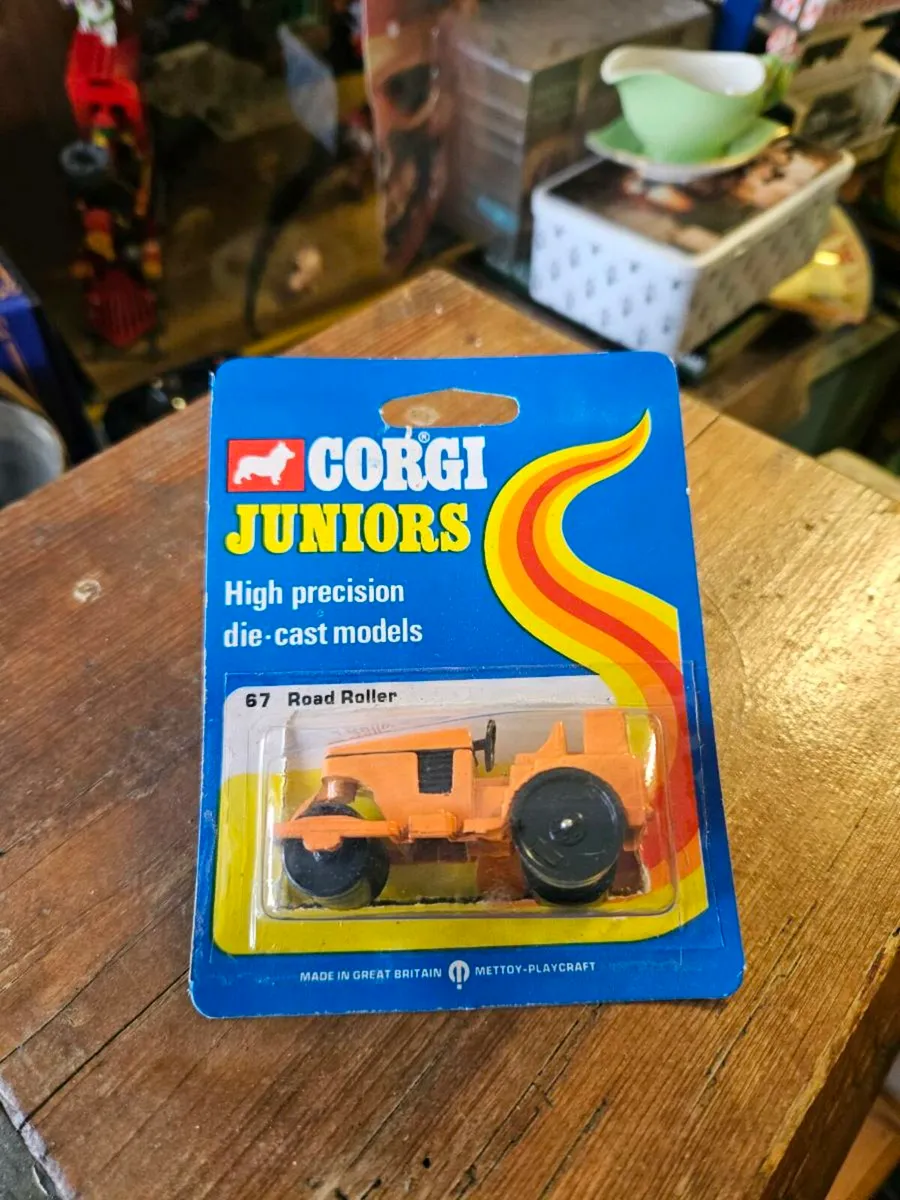 CORGI®
JUNIORS
High precision
die-cast models
67 Road Roller
MADE IN GREAT BRITAIN METTOY-PLAYCRAFT